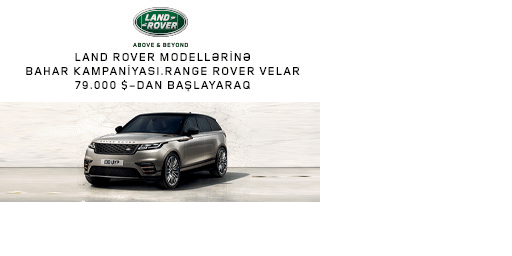 LAND
ROVER
ABOVE & BEYOND
LAND ROVER MODELLƏRİNƏ
BAHAR KAMPANİYASI.RANGE ROVER VELAR
79.000 $-DAN BAŞLAYARAQ